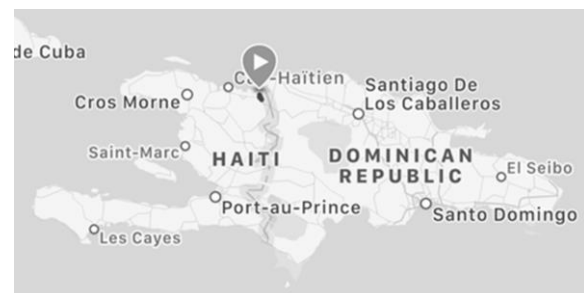 de Cuba
Haïtien
Santiago De
Los Caballeros
Cros Morne
Saint-Marc
HAITI
DOMINICAN
REPUBLIC
El Seibo
Port-au-Prince
Santo Domingo
Les Cayes